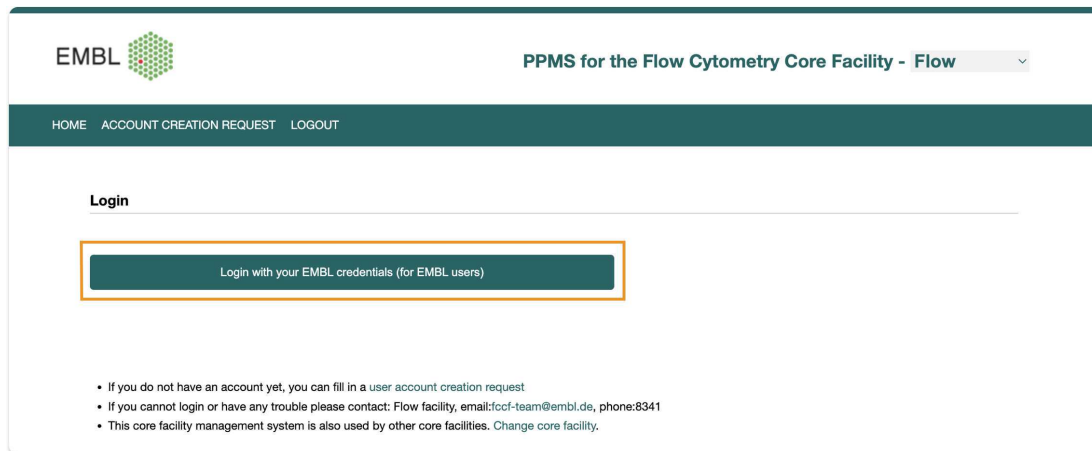 EMBL
PPMS for the Flow Cytometry Core Facility - Flow
HOME ACCOUNT CREATION REQUEST LOGOUT
Login
Login with your EMBL credentials (for EMBL users)
• If you do not have an account yet, you can fill in a user account creation request
• If you cannot login or have any trouble please contact: Flow facility, email:fccf-team@embl.de, phone:8341
• This core facility management system is also used by other core facilities. Change core facility.